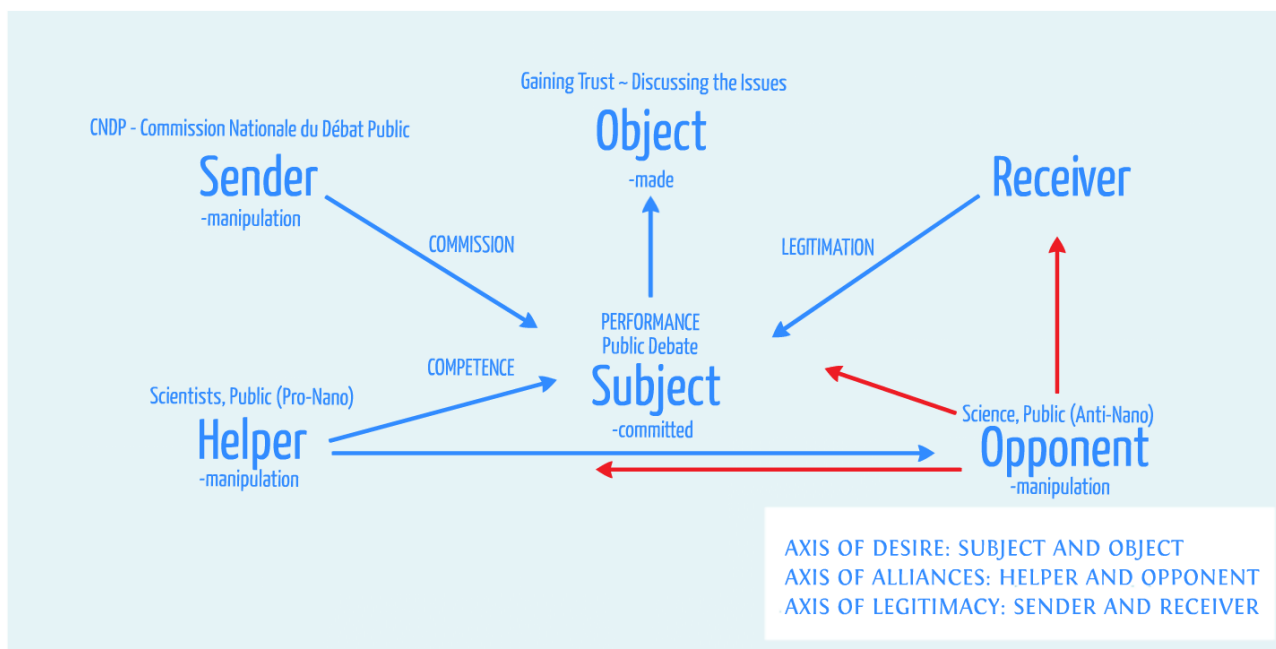 Gaining Trust ~ Discussing the Issues
Object
-made
CNDP - Commission Nationale du Débat Public
Sender
-manipulation
Receiver
COMMISSION
LEGITIMATION
PERFORMANCE
Public Debate
Subject
-committed
COMPETENCE
Scientists, Public (Pro-Nano)
Helper
-manipulation
Science, Public (Anti-Nano)
Opponent
-manipulation
AXIS OF DESIRE: SUBJECT AND OBJECT
AXIS OF ALLIANCES: HELPER AND OPPONENT
AXIS OF LEGITIMACY: SENDER AND RECEIVER